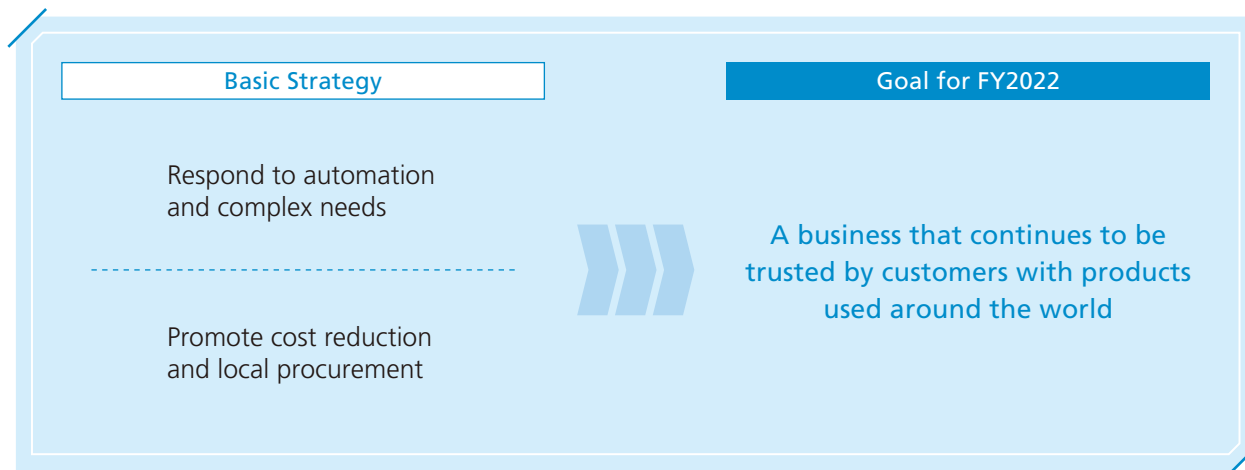 Basic Strategy
Respond to automation
and complex needs
Promote cost reduction
and local procurement
Goal for FY2022
A business that continues to be
trusted by customers with products
used around the world